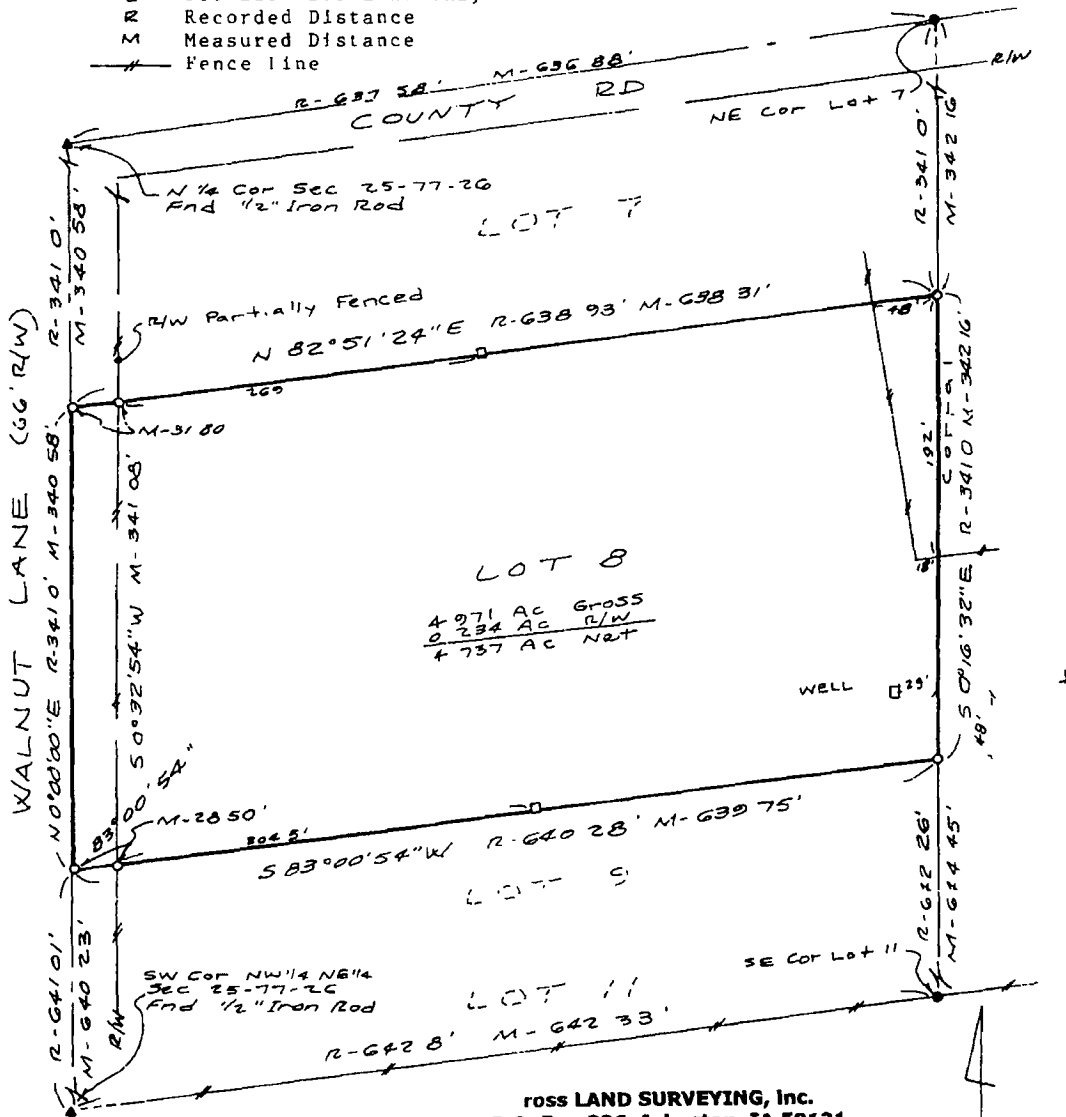 R Recorded Distance
M Measured Distance
Fence line
R-637 58' M-636 88'
COUNTY RD
R/W
NE Cor Lot 7
N 1/4 Cor Sec 25-77-26
Fnd 1/2" Iron Rod
LOT 7
R-341 0'
M-340 58'
R-341 0'
M-342 16'
R/W Partially Fenced
N 82°51'24"E R-638 93' M-638 31'
269
48'
M-31 80
WALNUT LANE (66' R/W)
N 0°00'00"E R-341 0' M-340 58'
S 0°32'54"W M-341 08'
192'
Corral
S 0°16'32"E R-341 0 M-342 16'
18'
LOT 8
4 971 Ac Gross
0 234 Ac R/W
4 737 Ac Net
WELL
29'
48'
83°00'54"
M-28 50'
304 5'
S 83°00'54"W R-640 28' M-639 75'
LOT 9
R-641 01'
M-640 23'
R/W
SW Cor NW 1/4 NE 1/4
Sec 25-77-26
Fnd 1/2" Iron Rod
LOT 11
SE Cor Lot 11
R-612 26'
M-614 45'
R-642 8' M-642 33'
ross LAND SURVEYING, inc.